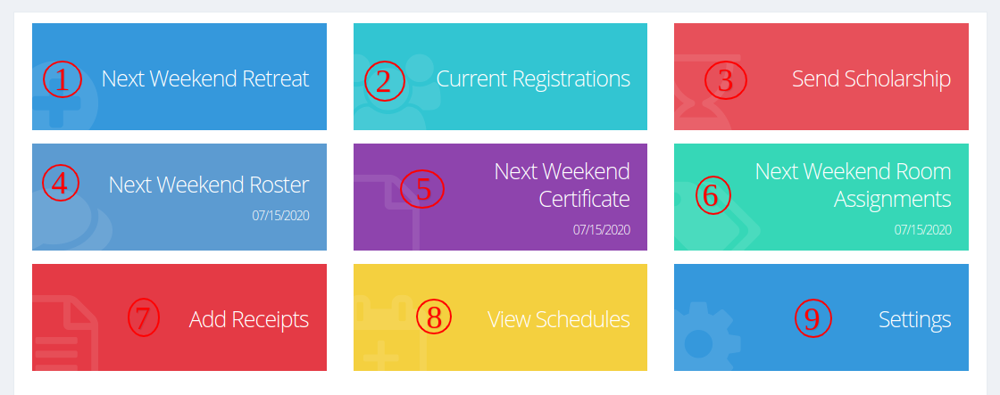 1 Next Weekend Retreat
2 Current Registrations
3 Send Scholarship
4 Next Weekend Roster
07/15/2020
5 Next Weekend
Certificate
07/15/2020
6 Next Weekend Room
Assignments
07/15/2020
7 Add Receipts
8 View Schedules
9 Settings